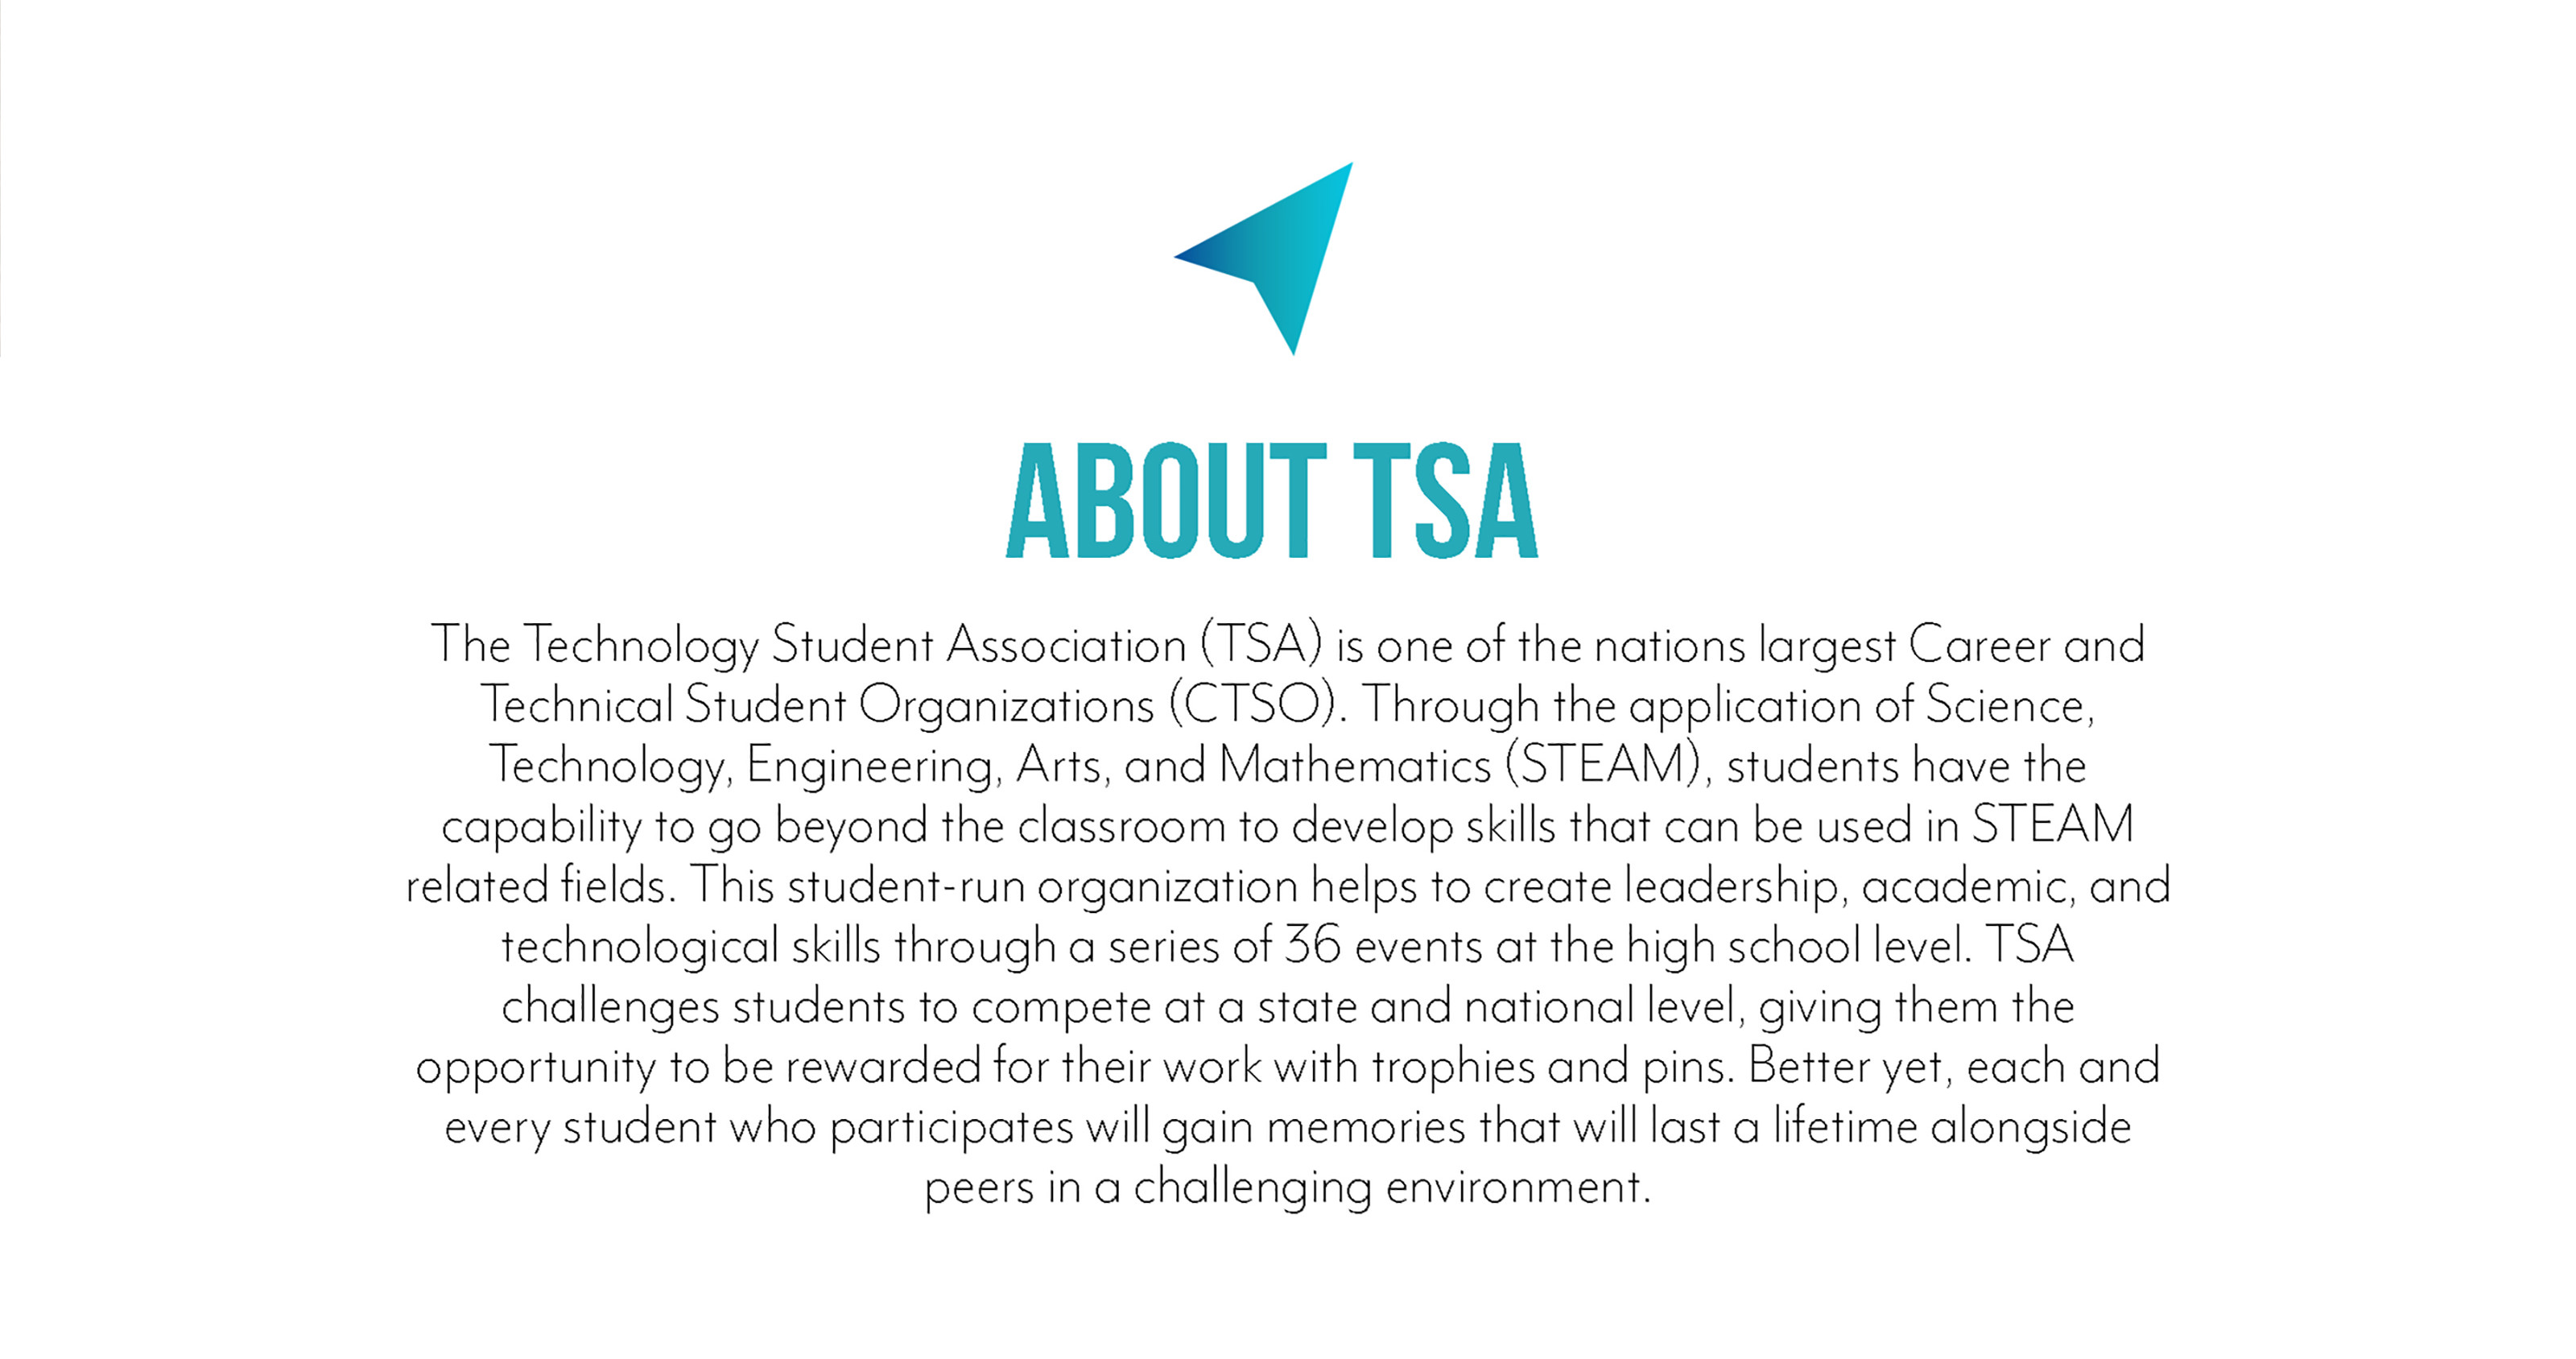 ABOUT TSA
The Technology Student Association (TSA) is one of the nations largest Career and
Technical Student Organizations (CTSO). Through the application of Science,
Technology, Engineering, Arts, and Mathematics (STEAM), students have the
capability to go beyond the classroom to develop skills that can be used in STEAM
related fields. This student-run organization helps to create leadership, academic, and
technological skills through a series of 36 events at the high school level. TSA
challenges students to compete at a state and national level, giving them the
opportunity to be rewarded for their work with trophies and pins. Better yet, each and
every student who participates will gain memories that will last a lifetime alongside
peers in a challenging environment.